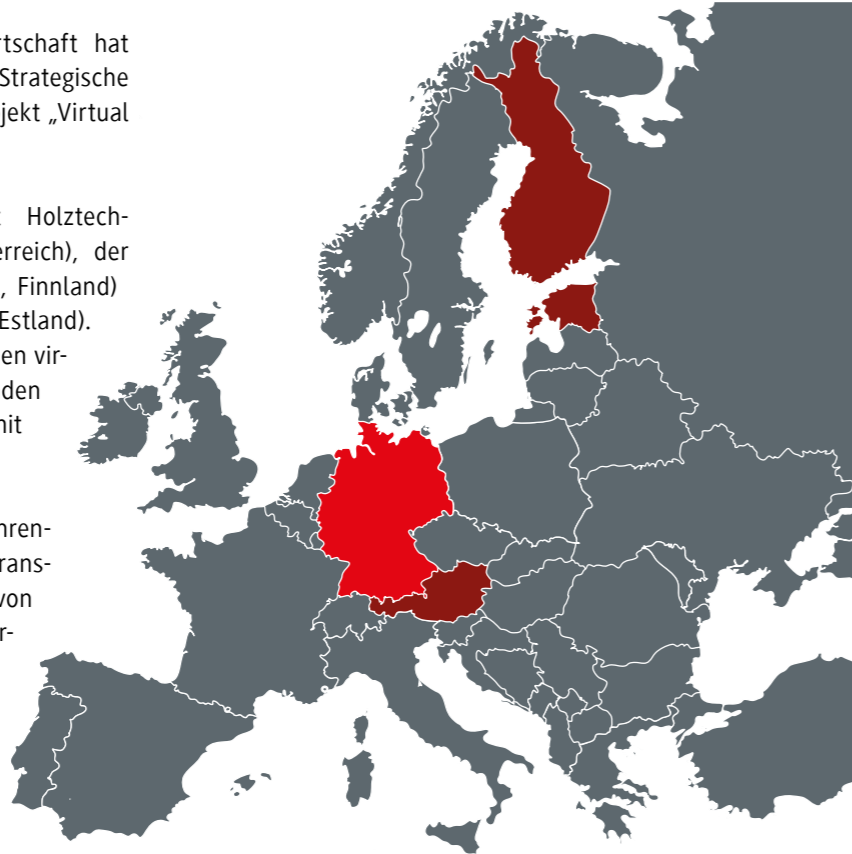 rtschaft hat
Strategische
jekt „Virtual
Holztech-
erreich), der
, Finnland)
Estland).
en vir-
den
nit
hren-
rans-
von
r-